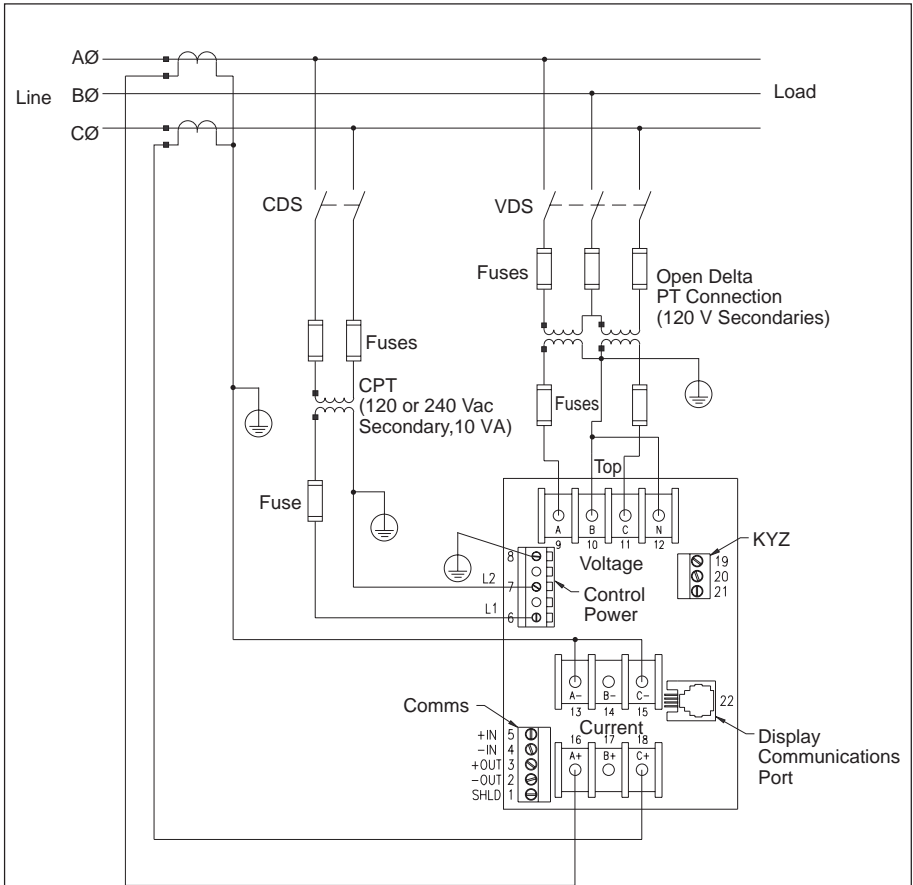 AØ
Line BØ Load
CØ
CDS
VDS
Fuses
Open Delta
PT Connection
(120 V Secondaries)
Fuses
CPT
(120 or 240 Vac
Secondary,10 VA)
Fuses
Fuse
Top
A B C N
9 10 11 12
Voltage
8
L2
7
L1
6
Control
Power
KYZ
19
20
21
A- B- C-
13 14 15
22
Display
Communications
Port
Comms
Current
16 17 18
A+ B+ C+
+IN 5
-IN 4
+OUT 3
-OUT 2
SHLD 1